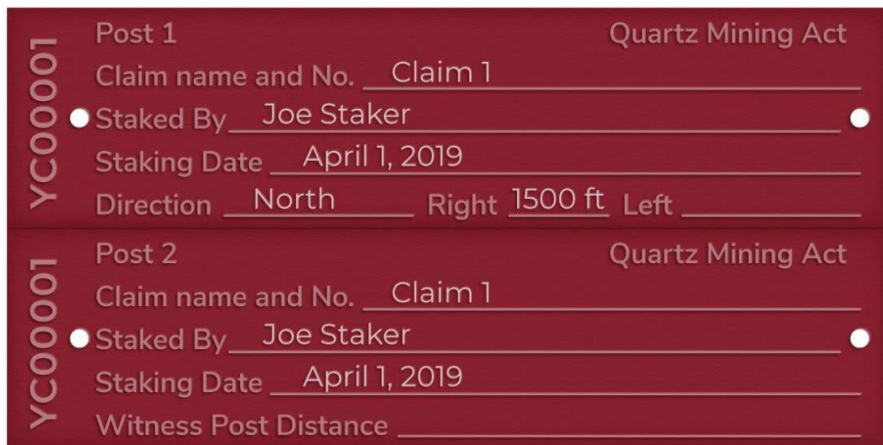 YC00001
Post 1 Quartz Mining Act
Claim name and No. Claim 1
Staked By Joe Staker
Staking Date April 1, 2019
Direction North Right 1500 ft Left
YC00001
Post 2 Quartz Mining Act
Claim name and No. Claim 1
Staked By Joe Staker
Staking Date April 1, 2019
Witness Post Distance